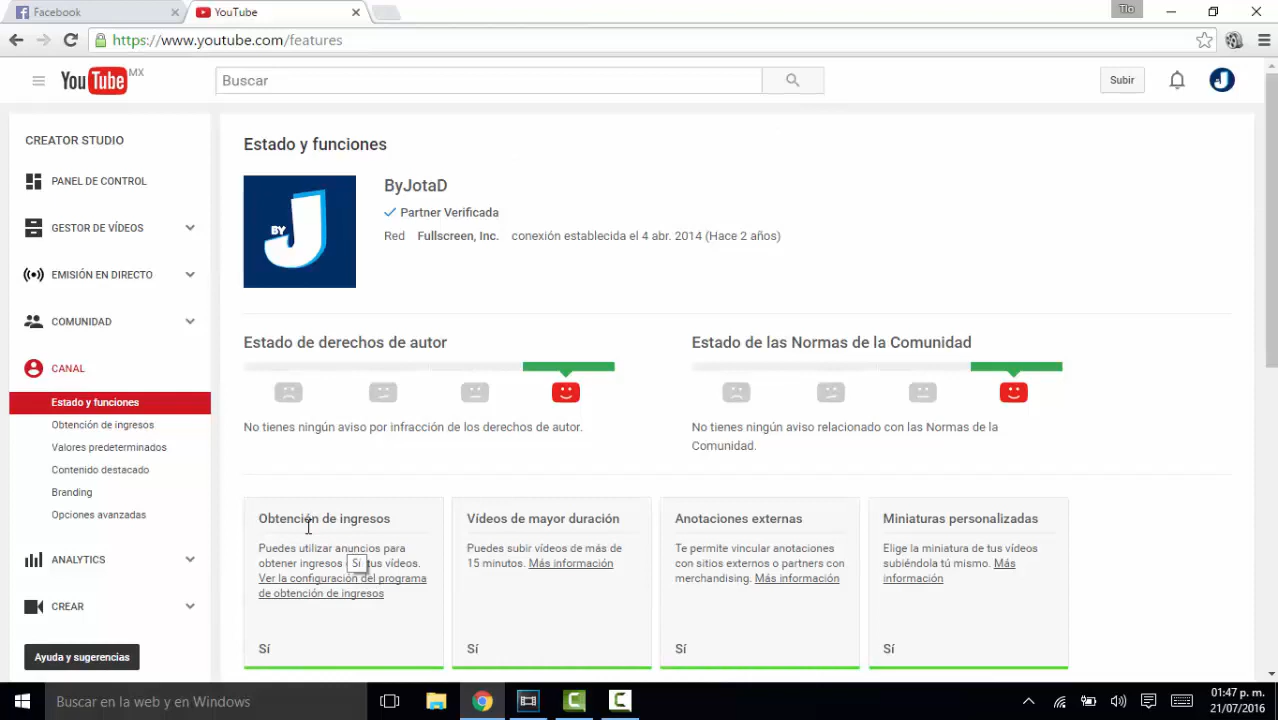 Facebook
YouTube
Tlo
https://www.youtube.com/features
YouTube MX
Buscar
Subir
J
CREATOR STUDIO
PANEL DE CONTROL
GESTOR DE VÍDEOS
EMISIÓN EN DIRECTO
COMUNIDAD
CANAL
Estado y funciones
Obtención de ingresos
Valores predeterminados
Contenido destacado
Branding
Opciones avanzadas
ANALYTICS
CREAR
Ayuda y sugerencias
Estado y funciones
BY J
ByJotaD
Partner Verificada
Red Fullscreen, Inc. conexión establecida el 4 abr. 2014 (Hace 2 años)
Estado de derechos de autor
No tienes ningún aviso por infracción de los derechos de autor.
Estado de las Normas de la Comunidad
No tienes ningún aviso relacionado con las Normas de la
Comunidad.
Obtención de ingresos
Puedes utilizar anuncios para
obtener ingresos Sí tus vídeos.
Ver la configuración del programa
de obtención de ingresos
Sí
Vídeos de mayor duración
Puedes subir vídeos de más de
15 minutos. Más información
Sí
Anotaciones externas
Te permite vincular anotaciones
con sitios externos o partners con
merchandising. Más información
Sí
Miniaturas personalizadas
Elige la miniatura de tus vídeos
subiéndola tú mismo. Más
información
Sí
Buscar en la web y en Windows
01:47 p. m.
21/07/2016